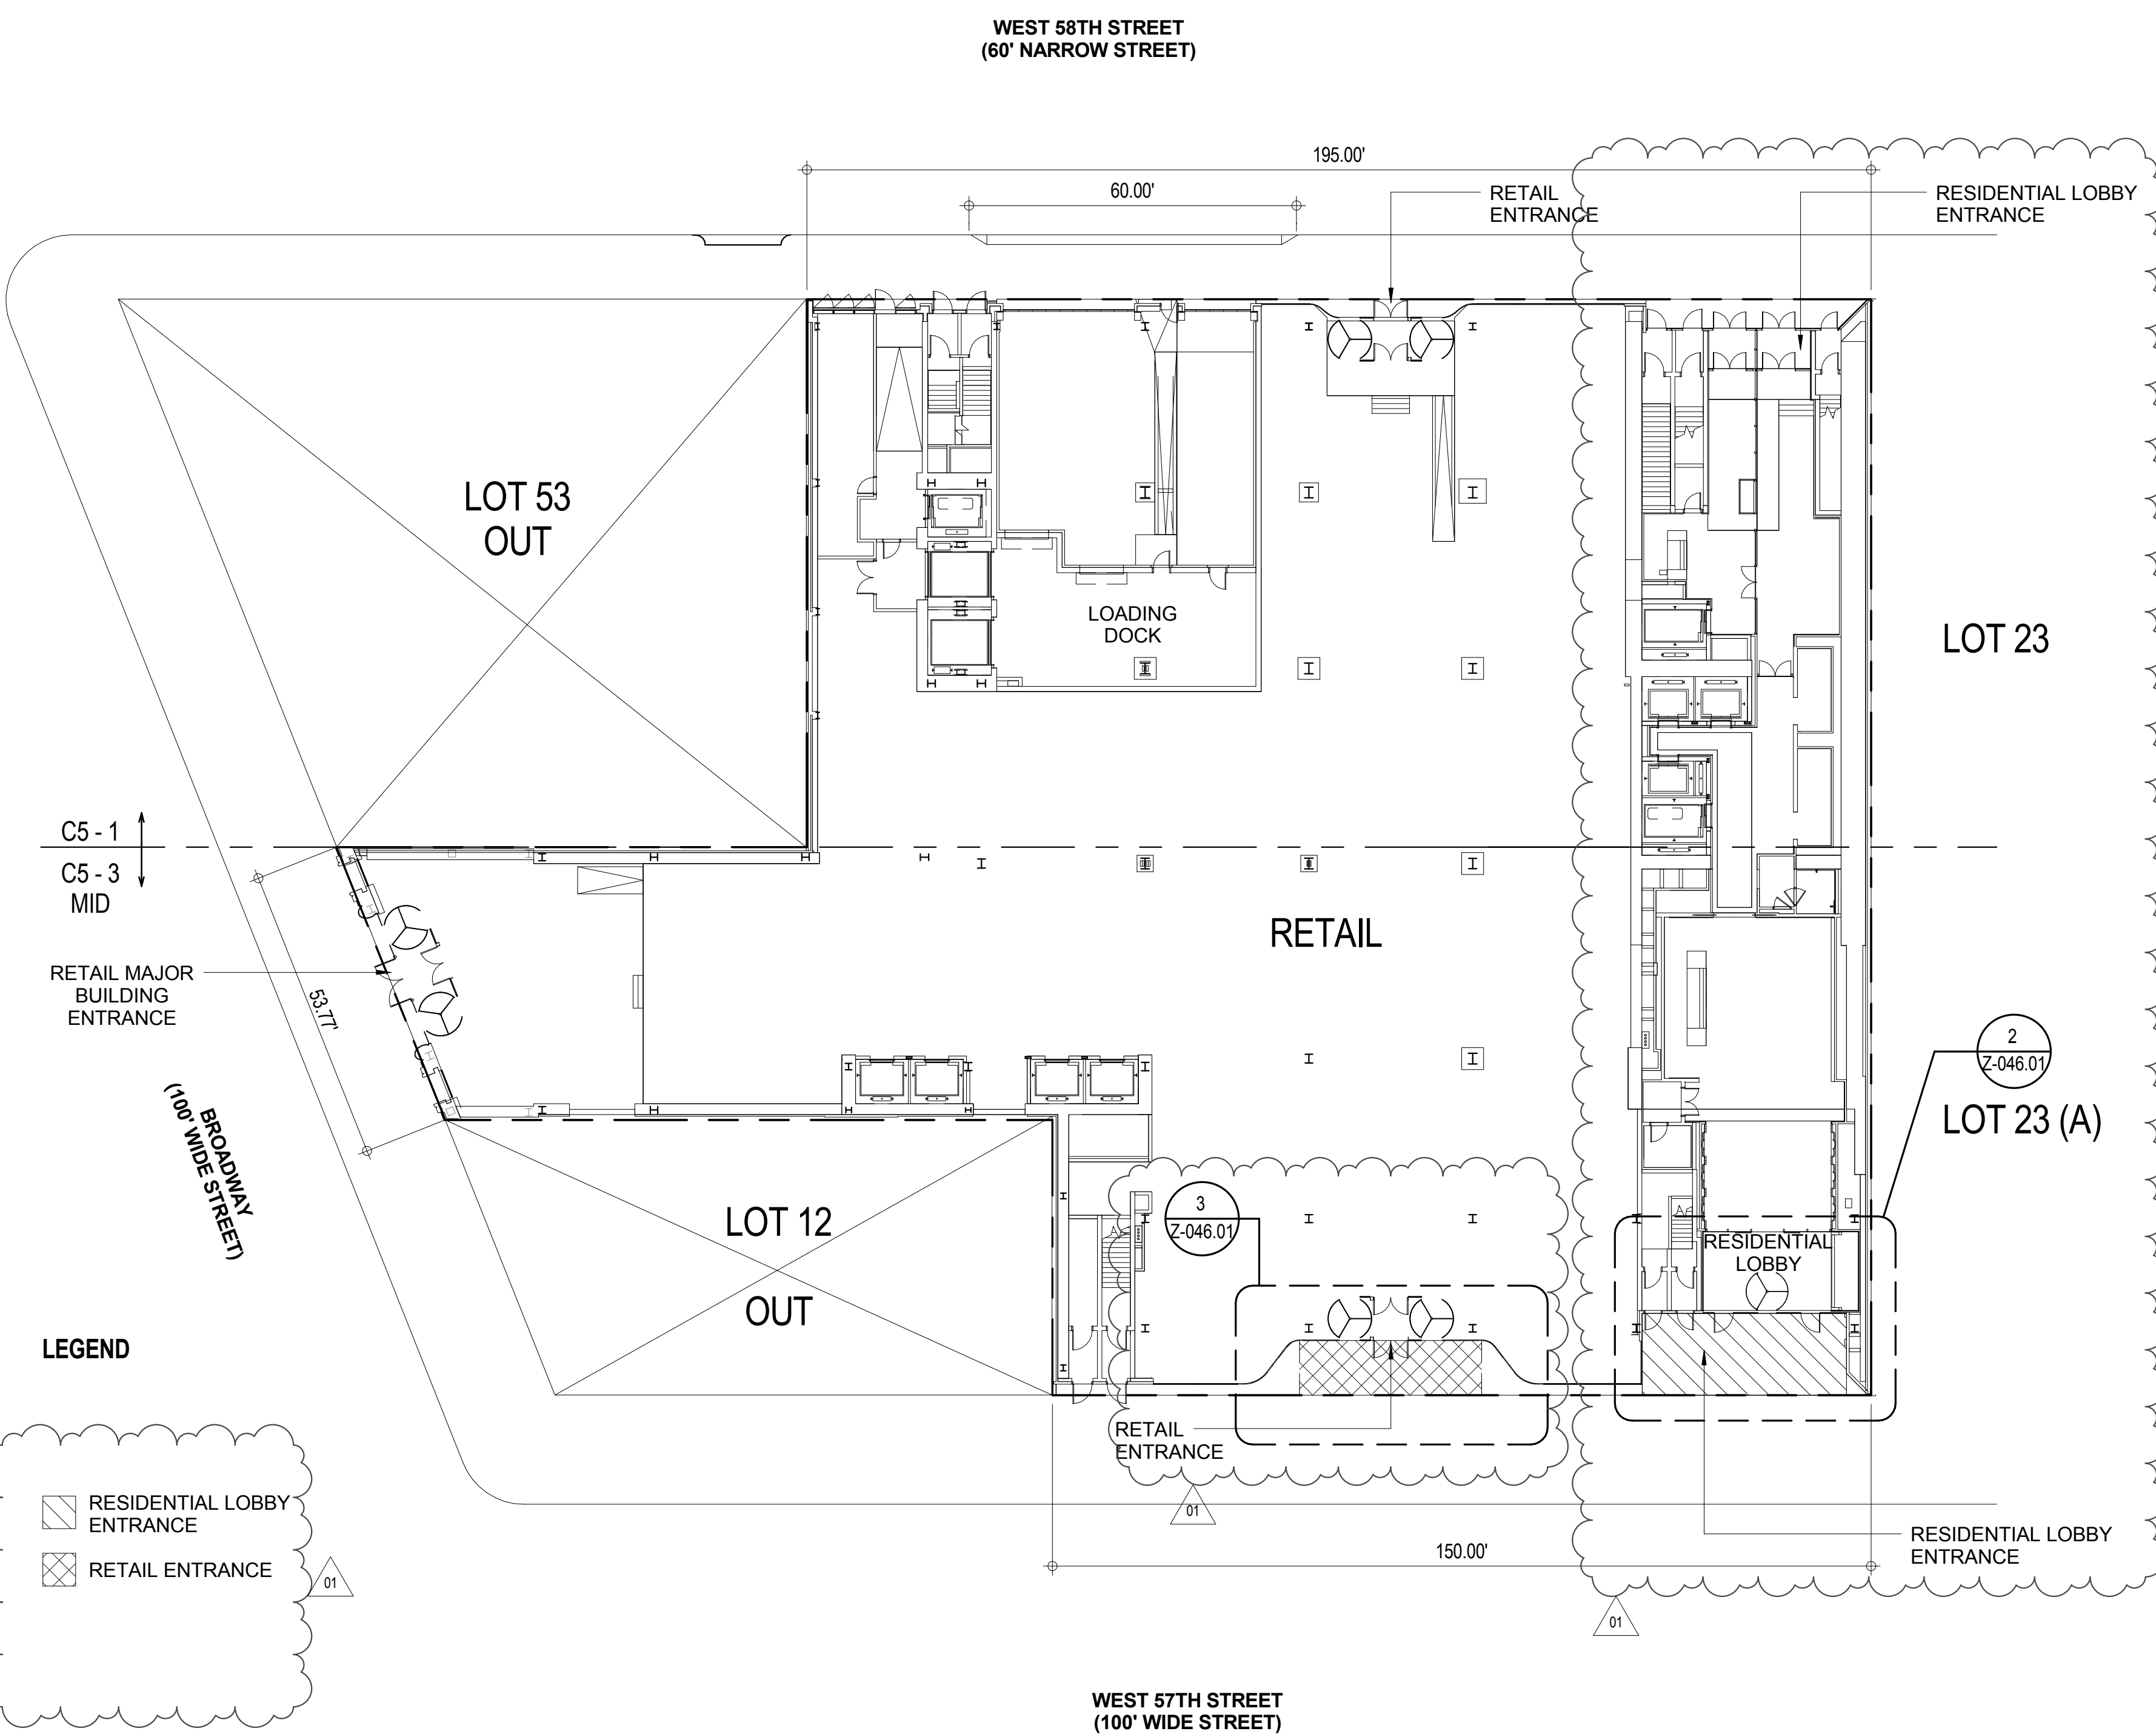 WEST 58TH STREET
(60' NARROW STREET)
195.00'
60.00'
RETAIL
ENTRANCE
RESIDENTIAL LOBBY
ENTRANCE
LOT 53
OUT
LOADING
DOCK
LOT 23
C5 - 1
C5 - 3
MID
RETAIL
RETAIL MAJOR
BUILDING
ENTRANCE
53.77'
2
Z-046.01
LOT 23 (A)
BROADWAY
(100' WIDE STREET)
3
Z-046.01
LOT 12
OUT
RESIDENTIAL
LOBBY
LEGEND
RETAIL
ENTRANCE
RESIDENTIAL LOBBY
ENTRANCE
RETAIL ENTRANCE
01
01
150.00'
RESIDENTIAL LOBBY
ENTRANCE
01
WEST 57TH STREET
(100' WIDE STREET)